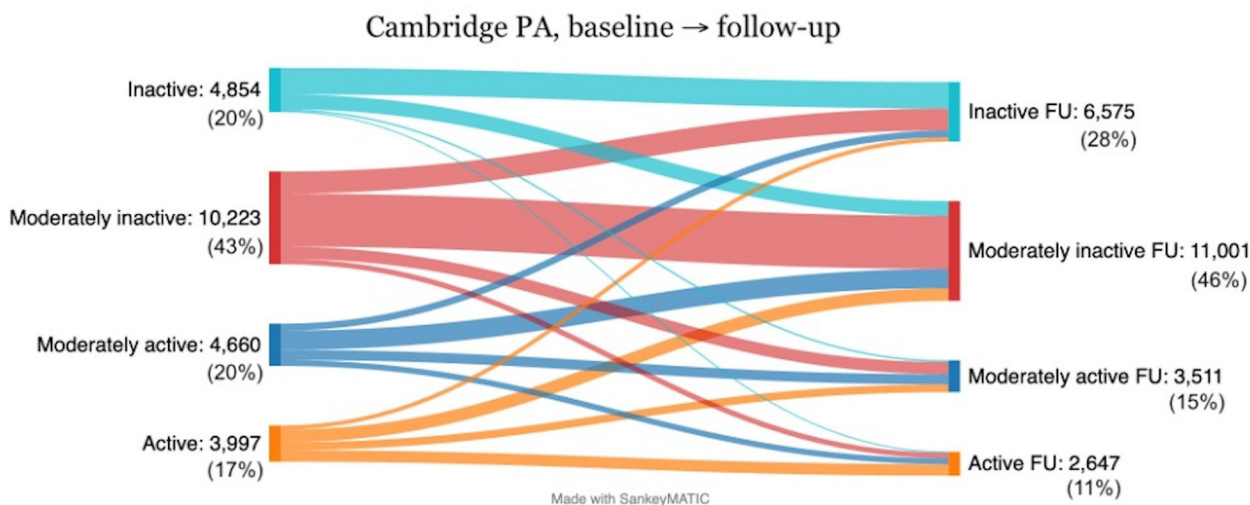 Cambridge PA, baseline → follow-up
Inactive: 4,854
(20%)
Moderately inactive: 10,223
(43%)
Moderately active: 4,660
(20%)
Active: 3,997
(17%)
Inactive FU: 6,575
(28%)
Moderately inactive FU: 11,001
(46%)
Moderately active FU: 3,511
(15%)
Active FU: 2,647
(11%)
Made with SankeyMATIC